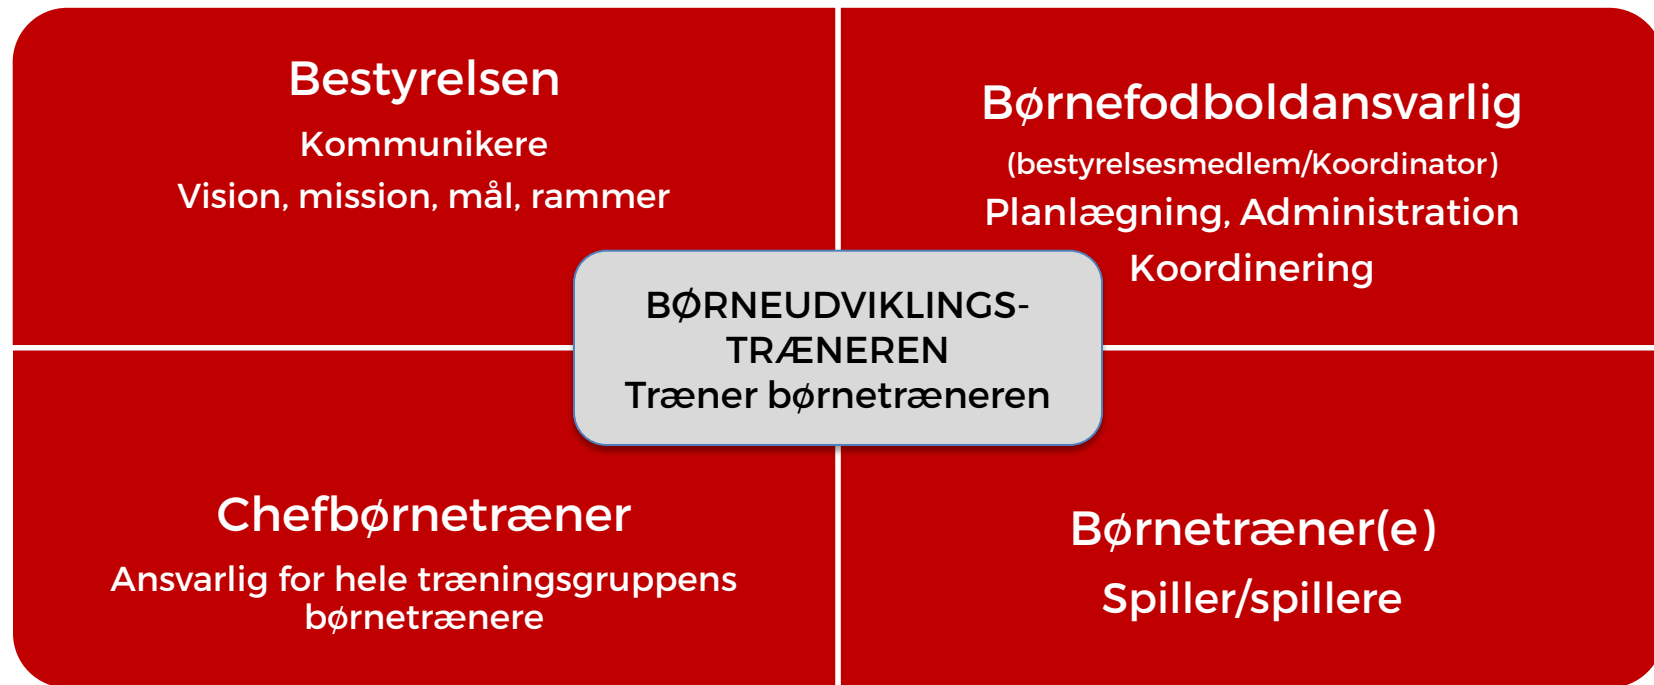 Bestyrelsen
Kommunikere
Vision, mission, mål, rammer
Børnefodboldansvarlig
(bestyrelsesmedlem/Koordinator)
Planlægning, Administration
Koordinering
BØRNEUDVIKLINGS-
TRÆNEREN
Træner børnetræneren
Chefbørnetræner
Ansvarlig for hele træningsgruppens
børnetrænere
Børnetræner(e)
Spiller/spillere